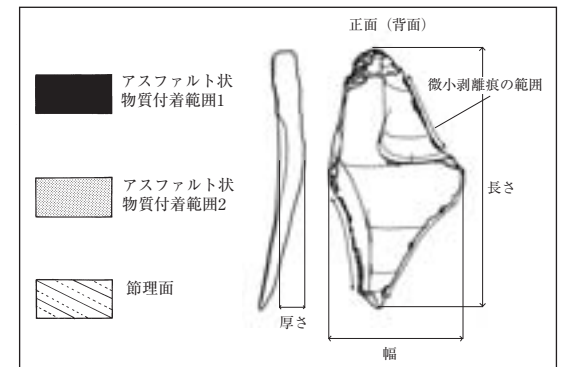 正面（背面）
アスファルト状
物質付着範囲1
微小剥離痕の範囲
アスファルト状
物質付着範囲2
長さ
節理面
厚さ
幅